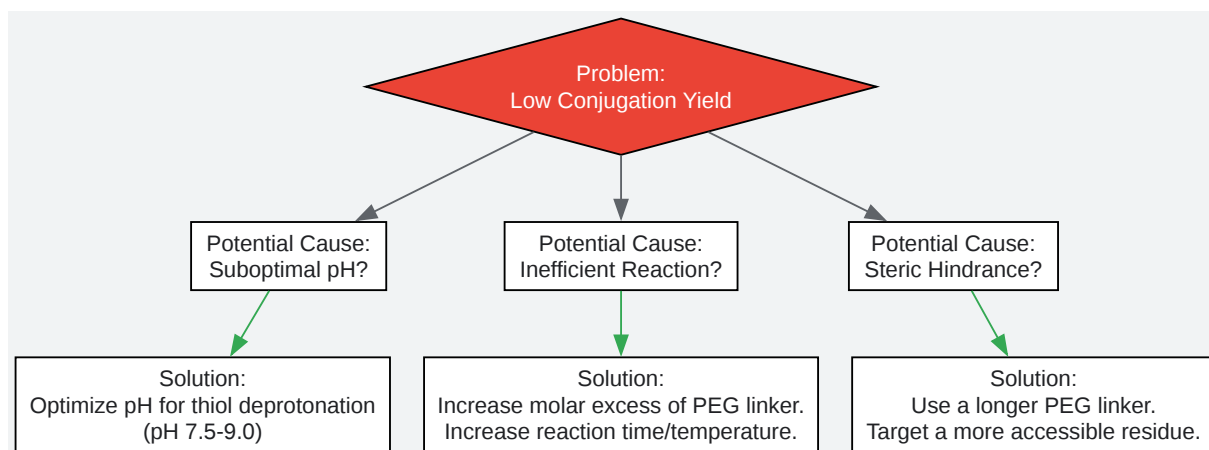 Problem:
Low Conjugation Yield
Potential Cause:
Suboptimal pH?
Potential Cause:
Inefficient Reaction?
Potential Cause:
Steric Hindrance?
Solution:
Optimize pH for thiol deprotonation
(pH 7.5-9.0)
Solution:
Increase molar excess of PEG linker.
Increase reaction time/temperature.
Solution:
Use a longer PEG linker.
Target a more accessible residue.